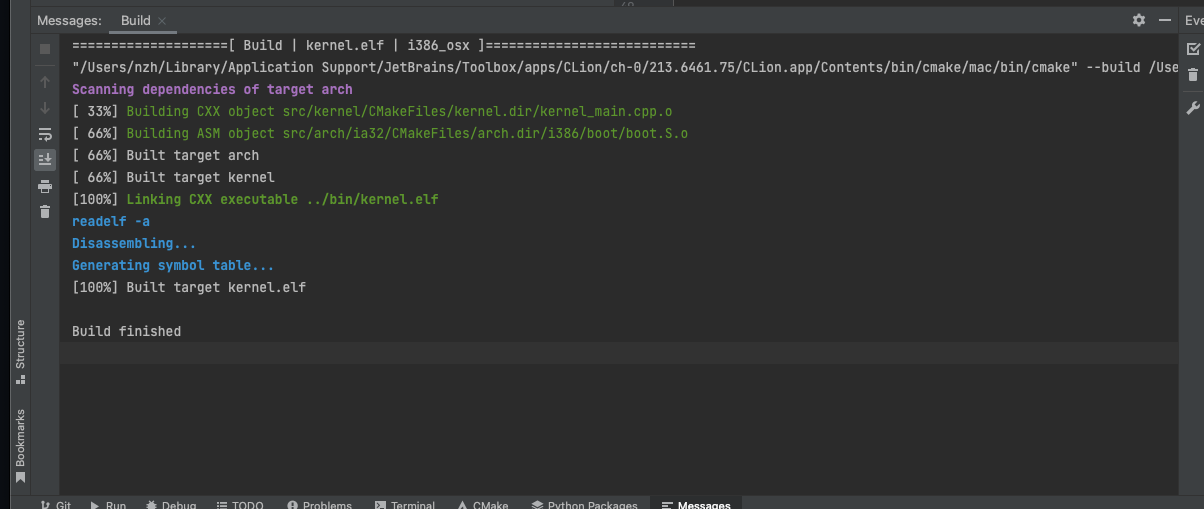 Messages: Build
Eve
====================[ Build | kernel.elf | i386_osx ]===========================
"/Users/nzh/Library/Application Support/JetBrains/Toolbox/apps/CLion/ch-0/213.6461.75/CLion.app/Contents/bin/cmake/mac/bin/cmake" --build /Use
Scanning dependencies of target arch
[ 33%] Building CXX object src/kernel/CMakeFiles/kernel.dir/kernel_main.cpp.o
[ 66%] Building ASM object src/arch/ia32/CMakeFiles/arch.dir/i386/boot/boot.S.o
[ 66%] Built target arch
[ 66%] Built target kernel
[100%] Linking CXX executable ../bin/kernel.elf
readelf -a
Disassembling...
Generating symbol table...
[100%] Built target kernel.elf
Build finished
Structure
Bookmarks
Git Run Debug TODO Problems Terminal CMake Python Packages Messages